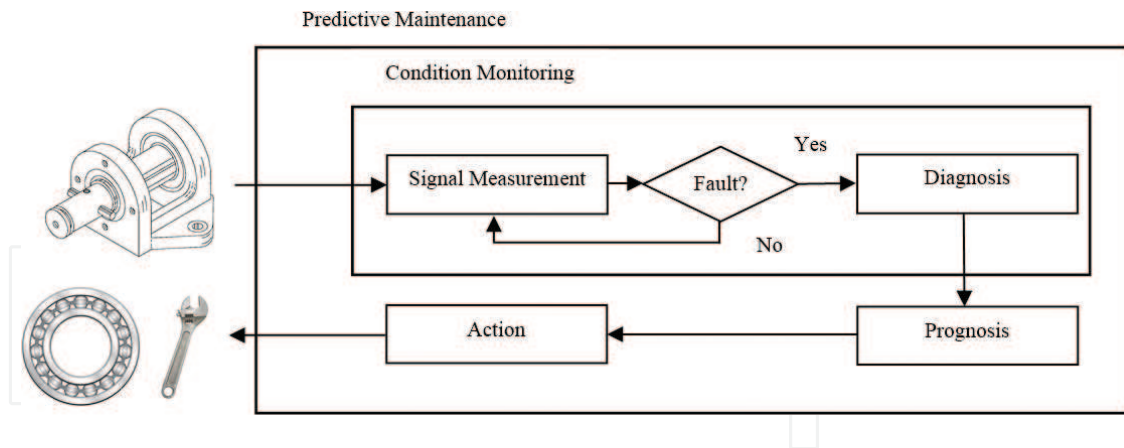 Predictive Maintenance
Condition Monitoring
Signal Measurement
Fault?
Yes
Diagnosis
No
Action
Prognosis